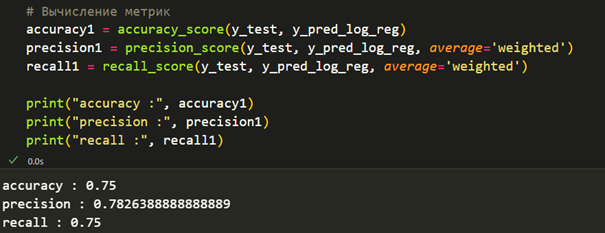 # Вычисление метрик
accuracy1 = accuracy_score(y_test, y_pred_log_reg)
precision1 = precision_score(y_test, y_pred_log_reg, average='weighted')
recall1 = recall_score(y_test, y_pred_log_reg, average='weighted')
print("accuracy :", accuracy1)
print("precision :", precision1)
print("recall :", recall1)
0.0s
accuracy : 0.75
precision : 0.7826388888888889
recall : 0.75